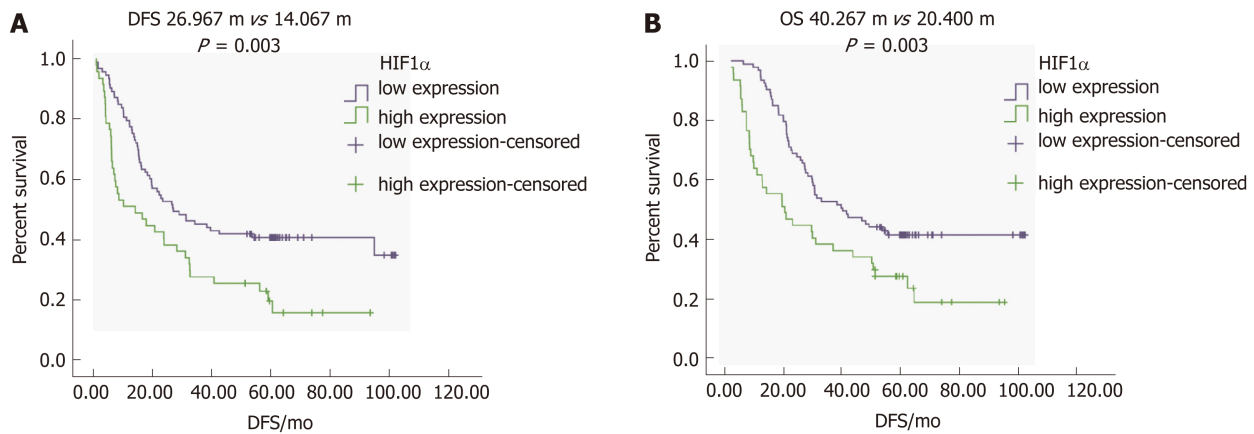 A
DFS 26.967 m vs 14.067 m
P = 0.003
HIF1α
low expression
high expression
low expression-censored
high expression-censored
Percent survival
1.0
0.8
0.6
0.4
0.2
0.0
0.00 20.00 40.00 60.00 80.00 100.00 120.00
DFS/mo
B
OS 40.267 m vs 20.400 m
P = 0.003
HIF1α
low expression
high expression
low expression-censored
high expression-censored
Percent survival
1.0
0.8
0.6
0.4
0.2
0.0
0.00 20.00 40.00 60.00 80.00 100.00 120.00
DFS/mo